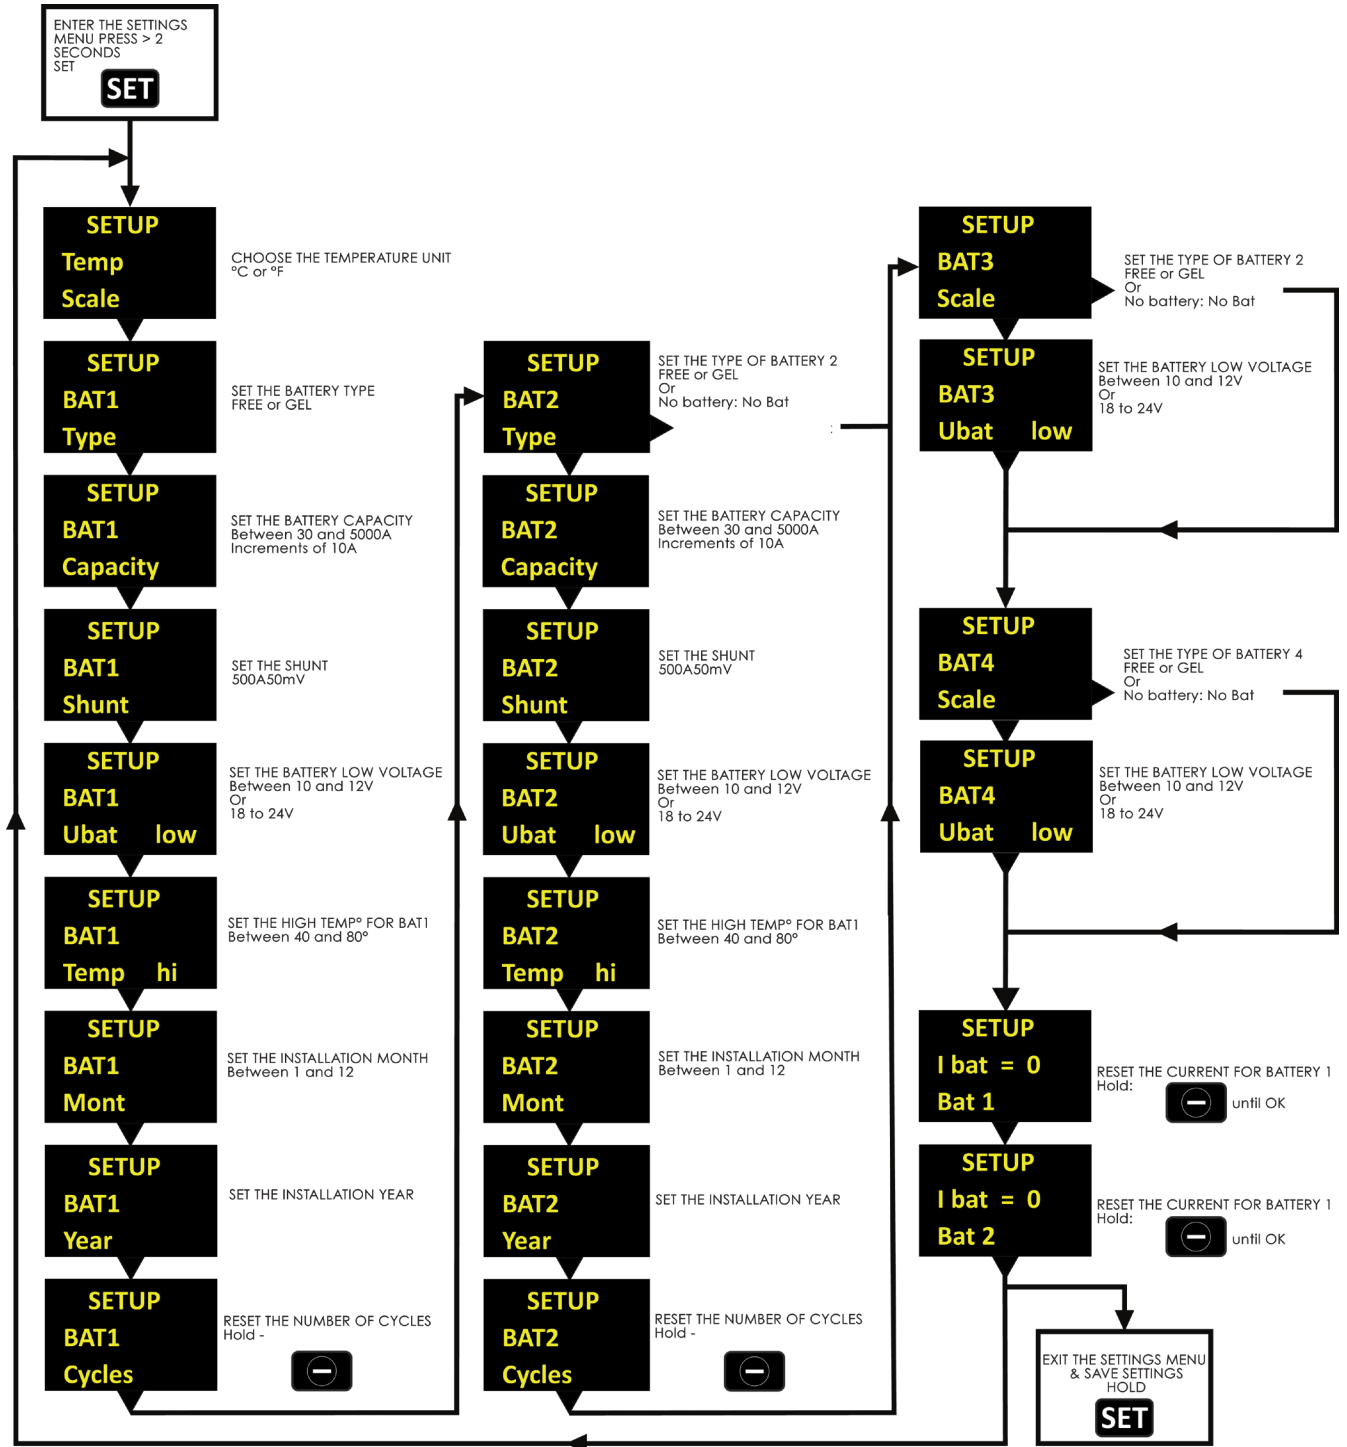 ENTER THE SETTINGS
MENU PRESS > 2
SECONDS
SET
SET
SETUP
Temp
Scale
CHOOSE THE TEMPERATURE UNIT
°C or °F
SETUP
BAT1
Type
SET THE BATTERY TYPE
FREE or GEL
SETUP
BAT1
Capacity
SET THE BATTERY CAPACITY
Between 30 and 5000A
Increments of 10A
SETUP
BAT1
Shunt
SET THE SHUNT
500A50mV
SETUP
BAT1
Ubat low
SET THE BATTERY LOW VOLTAGE
Between 10 and 12V
Or
18 to 24V
SETUP
BAT1
Temp hi
SET THE HIGH TEMP° FOR BAT1
Between 40 and 80°
SETUP
BAT1
Mont
SET THE INSTALLATION MONTH
Between 1 and 12
SETUP
BAT1
Year
SET THE INSTALLATION YEAR
SETUP
BAT1
Cycles
RESET THE NUMBER OF CYCLES
Hold -
SETUP
BAT2
Type
SET THE TYPE OF BATTERY 2
FREE or GEL
Or
No battery: No Bat
:
SETUP
BAT2
Capacity
SET THE BATTERY CAPACITY
Between 30 and 5000A
Increments of 10A
SETUP
BAT2
Shunt
SET THE SHUNT
500A50mV
SETUP
BAT2
Ubat low
SET THE BATTERY LOW VOLTAGE
Between 10 and 12V
Or
18 to 24V
SETUP
BAT2
Temp hi
SET THE HIGH TEMP° FOR BAT1
Between 40 and 80°
SETUP
BAT2
Mont
SET THE INSTALLATION MONTH
Between 1 and 12
SETUP
BAT2
Year
SET THE INSTALLATION YEAR
SETUP
BAT2
Cycles
RESET THE NUMBER OF CYCLES
Hold -
SETUP
BAT3
Scale
SET THE TYPE OF BATTERY 2
FREE or GEL
Or
No battery: No Bat
SETUP
BAT3
Ubat low
SET THE BATTERY LOW VOLTAGE
Between 10 and 12V
Or
18 to 24V
SETUP
BAT4
Scale
SET THE TYPE OF BATTERY 4
FREE or GEL
Or
No battery: No Bat
SETUP
BAT4
Ubat low
SET THE BATTERY LOW VOLTAGE
Between 10 and 12V
Or
18 to 24V
SETUP
I bat = 0
Bat 1
RESET THE CURRENT FOR BATTERY 1
Hold:
until OK
SETUP
I bat = 0
Bat 2
RESET THE CURRENT FOR BATTERY 1
Hold:
until OK
EXIT THE SETTINGS MENU
& SAVE SETTINGS
HOLD
SET